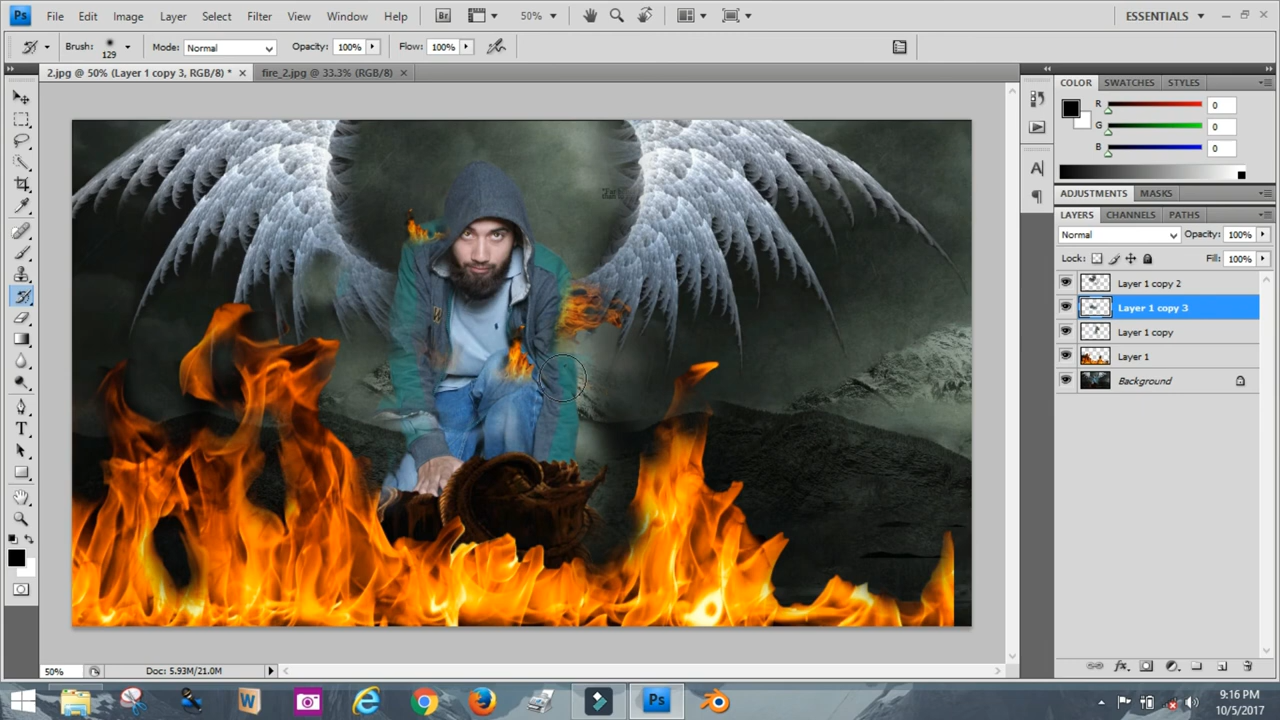 Ps File Edit Image Layer Select Filter View Window Help Br 50% ESSENTIALS
Brush: 129 Mode: Normal Opacity: 100% Flow: 100%
2.jpg @ 50% (Layer 1 copy 3, RGB/8) * fire_2.jpg @ 33.3% (RGB/8)
COLOR SWATCHES STYLES
R 0
G 0
B 0
ADJUSTMENTS MASKS
LAYERS CHANNELS PATHS
Normal Opacity: 100%
Lock: Fill: 100%
Layer 1 copy 2
Layer 1 copy 3
Layer 1 copy
Layer 1
Background
50% Doc: 5.93M/21.0M
9:16 PM
10/5/2017